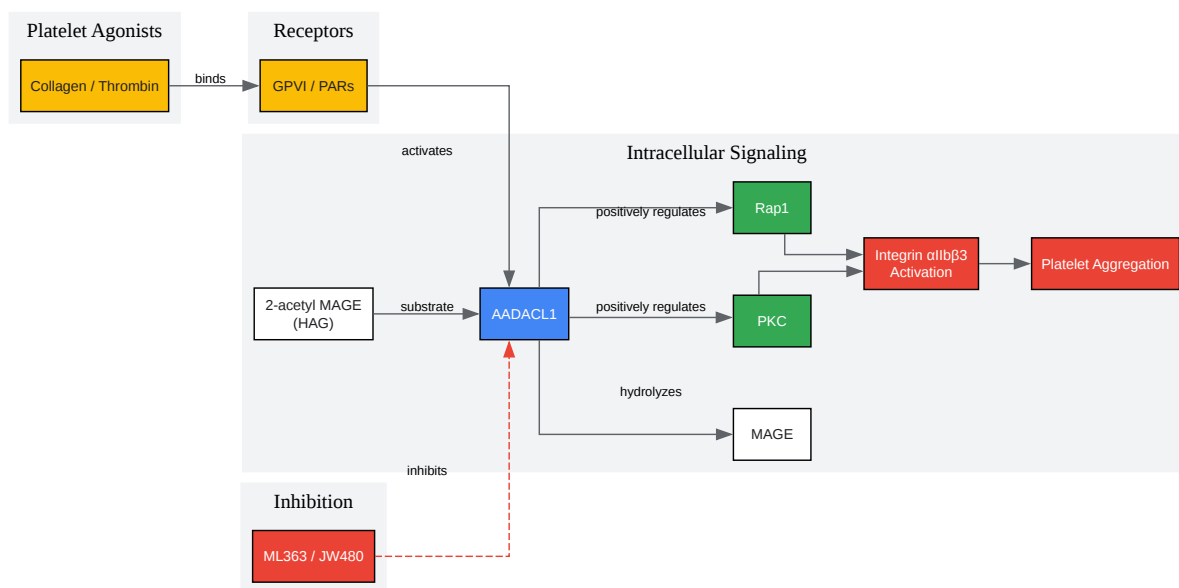 Platelet Agonists
Receptors
Collagen / Thrombin
binds
GPVI / PARs
activates
Intracellular Signaling
positively regulates
Rap1
Integrin αIIbβ3
Activation
Platelet Aggregation
2-acetyl MAGE
(HAG)
substrate
AADACL1
positively regulates
PKC
hydrolyzes
MAGE
inhibits
Inhibition
ML363 / JW480